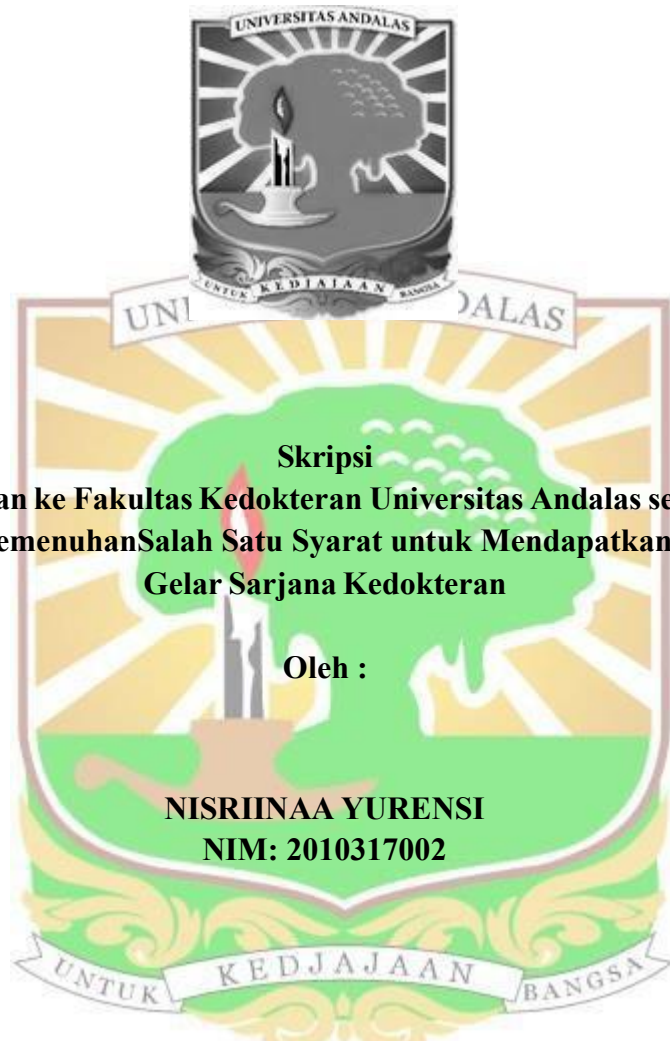 UNIVERSITAS ANDALAS
UNTUK KEDJAJAAN BANGSA
UNI DALAS
Skripsi
an ke Fakultas Kedokteran Universitas Andalas se
emenuhanSalah Satu Syarat untuk Mendapatkan
Gelar Sarjana Kedokteran
Oleh :
NISRIINAA YURENSI
NIM: 2010317002
UNTUK KEDJAJAAN BANGSA